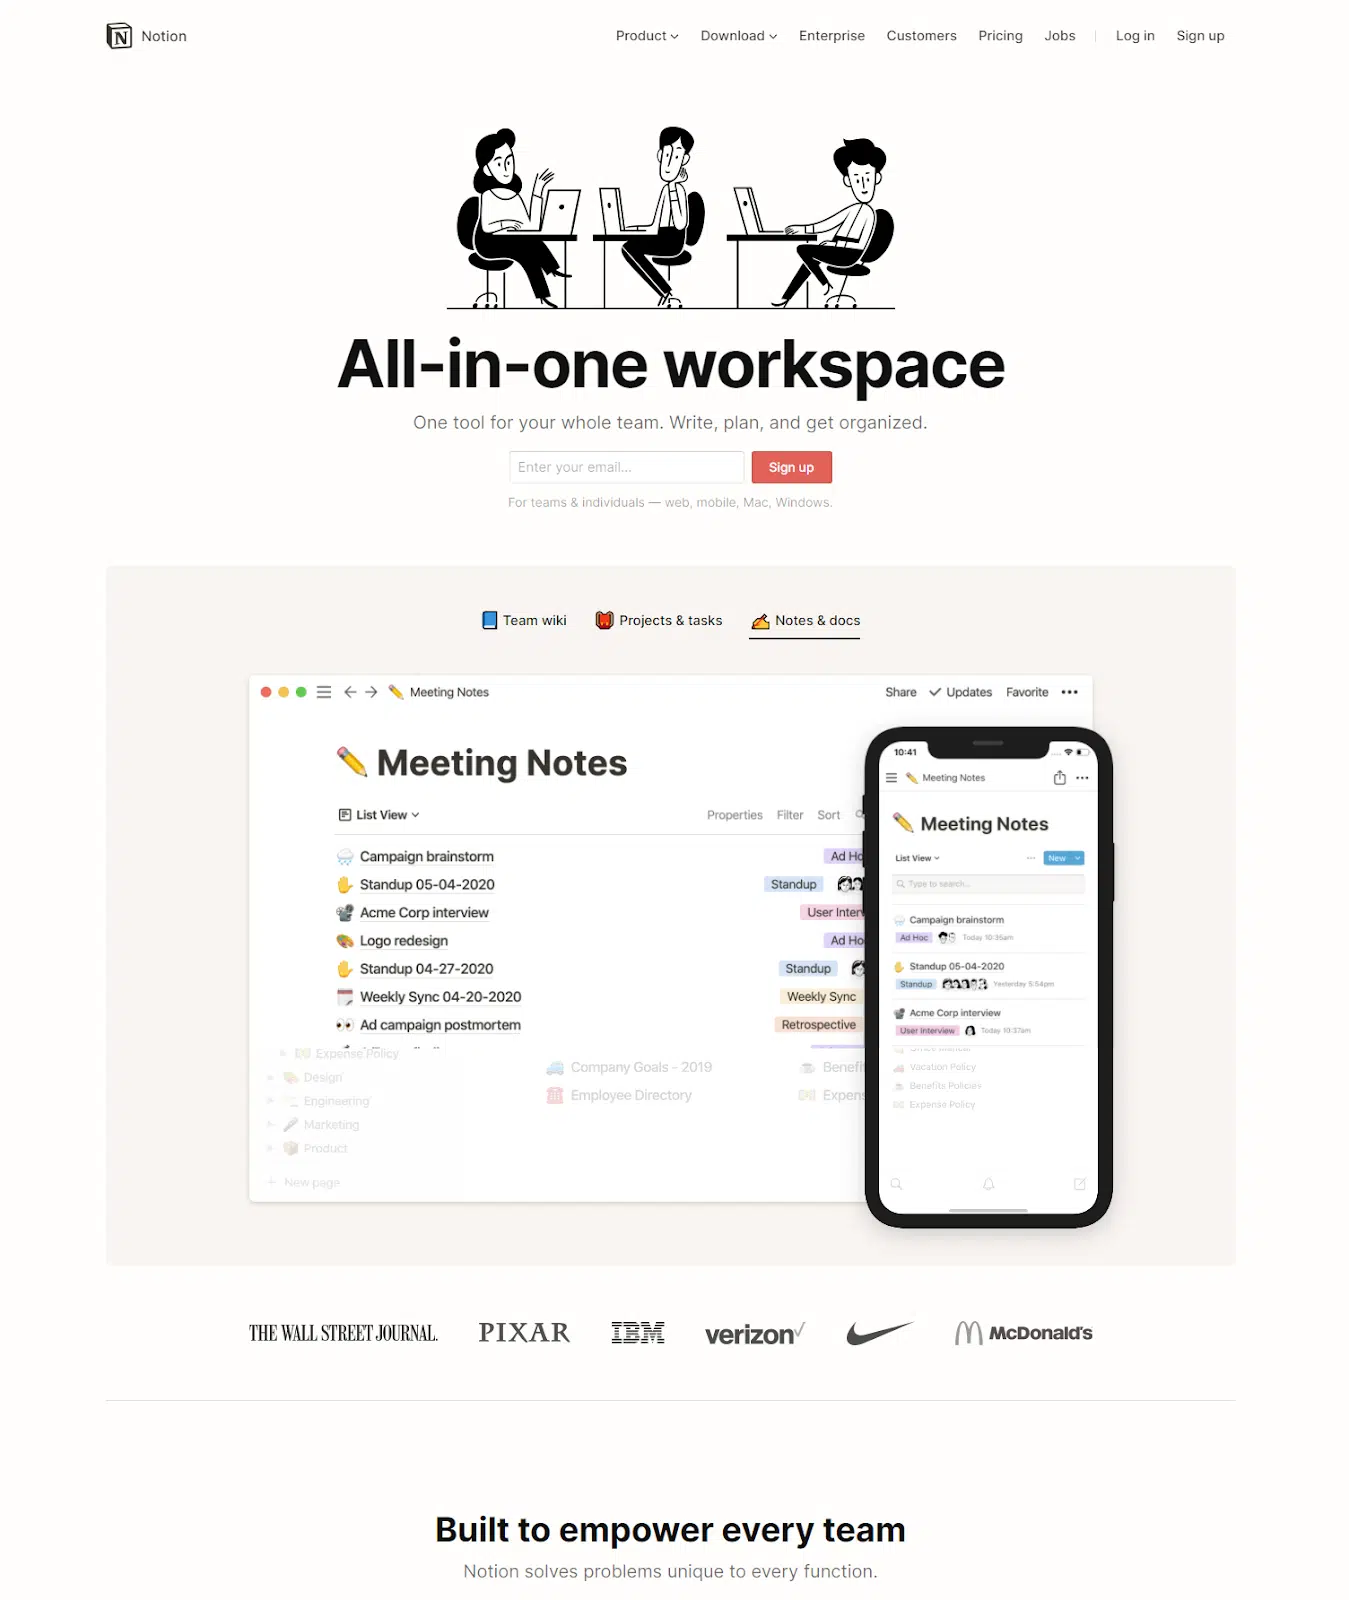 Notion
Product Download Enterprise Customers Pricing Jobs Log in Sign up
All-in-one workspace
One tool for your whole team. Write, plan, and get organized.
Enter your email... Sign up
For teams & individuals — web, mobile, Mac, Windows.
Team wiki Projects & tasks Notes & docs
Meeting Notes Share Updates Favorite
Meeting Notes
List View Properties Filter Sort
Campaign brainstorm Ad Ho
Standup 05-04-2020 Standup
Acme Corp interview User Inter
Logo redesign Ad Ho
Standup 04-27-2020 Standup
Weekly Sync 04-20-2020 Weekly Sync
Ad campaign postmortem Retrospective
Expense Policy
Design
Engineering
Marketing
Product
New page
Company Goals - 2019 Benefi
Employee Directory Expens
10:41
Meeting Notes
Meeting Notes
List View New
Type to search...
Campaign brainstorm
Ad Hoc Today 10:36am
Standup 05-04-2020
Standup Yesterday 5:54pm
Acme Corp interview
User Interview Today 10:37am
Vacation Policy
Benefits Policies
Expense Policy
THE WALL STREET JOURNAL. PIXAR IBM verizon McDonald's
Built to empower every team
Notion solves problems unique to every function.